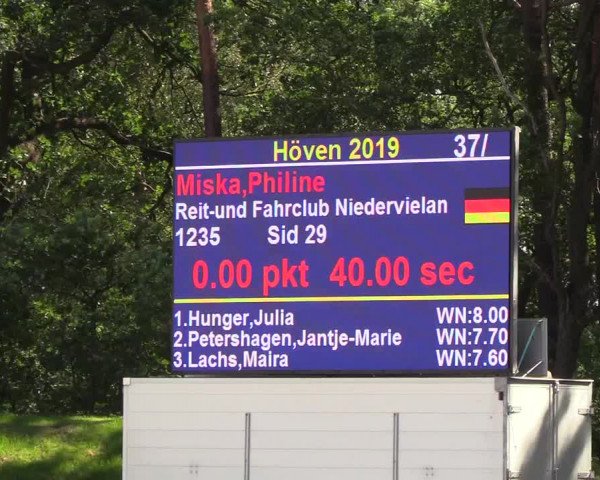 Höven 2019 37/
Miska,Philine
Reit-und Fahrclub Niedervielan
1235 Sid 29
0.00 pkt 40.00 sec
1.Hunger,Julia WN:8.00
2.Petershagen,Jantje-Marie WN:7.70
3.Lachs,Maira WN:7.60